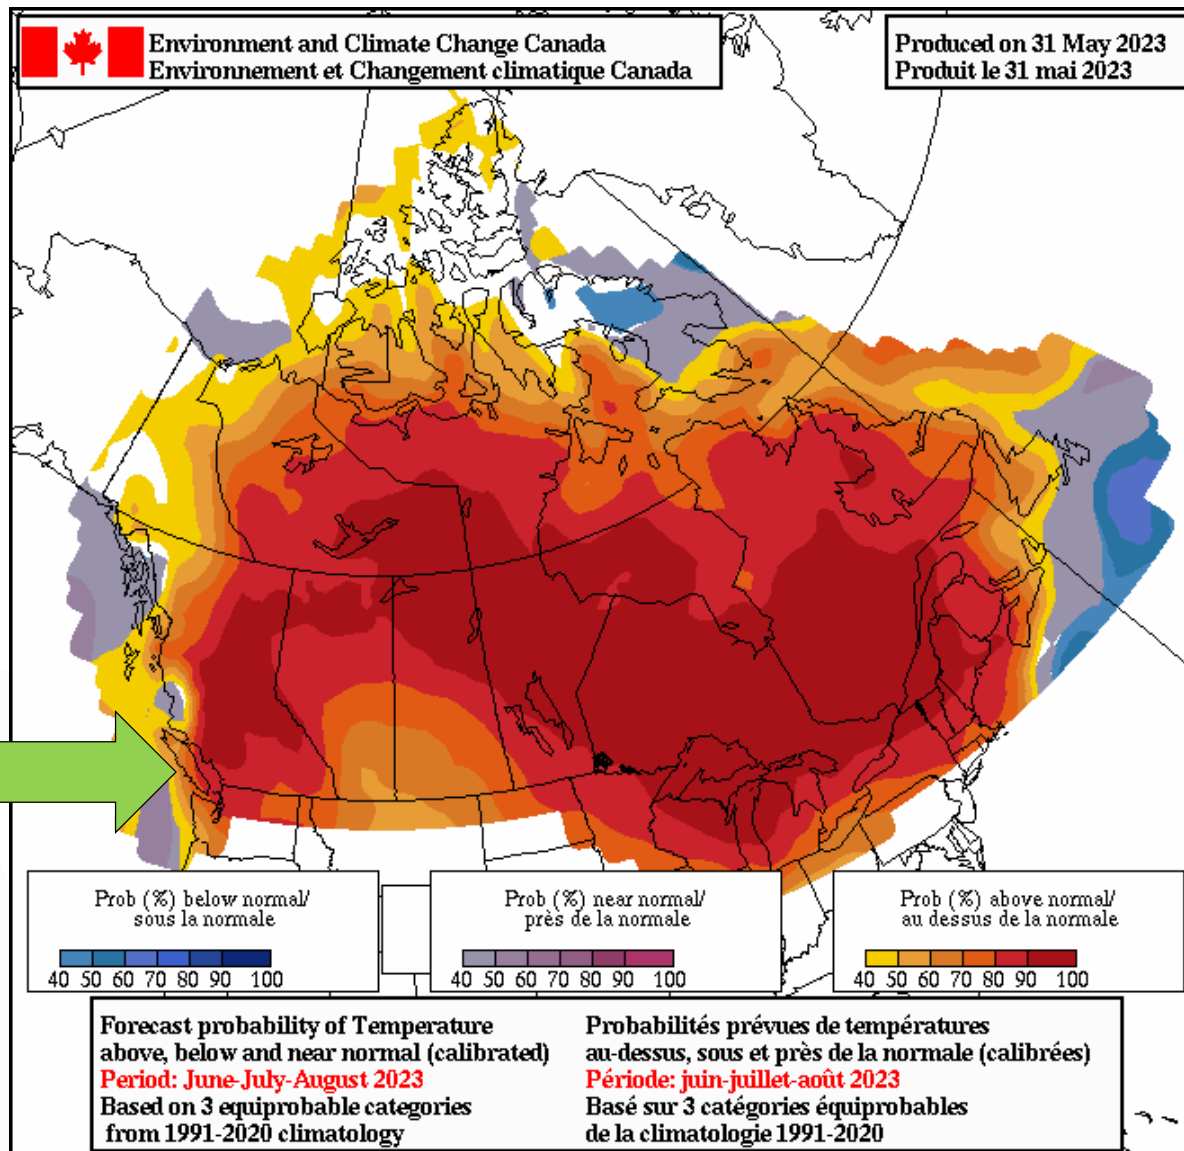 Environment and Climate Change Canada
Environnement et Changement climatique Canada
Produced on 31 May 2023
Produit le 31 mai 2023
Prob (%) below normal/
sous la normale
40 50 60 70 80 90 100
Prob (%) near normal/
près de la normale
40 50 60 70 80 90 100
Prob (%) above normal/
au dessus de la normale
40 50 60 70 80 90 100
Forecast probability of Temperature
above, below and near normal (calibrated)
Period: June-July-August 2023
Based on 3 equiprobable categories
from 1991-2020 climatology
Probabilités prévues de températures
au-dessus, sous et près de la normale (calibrées)
Période: juin-juillet-août 2023
Basé sur 3 catégories équiprobables
de la climatologie 1991-2020